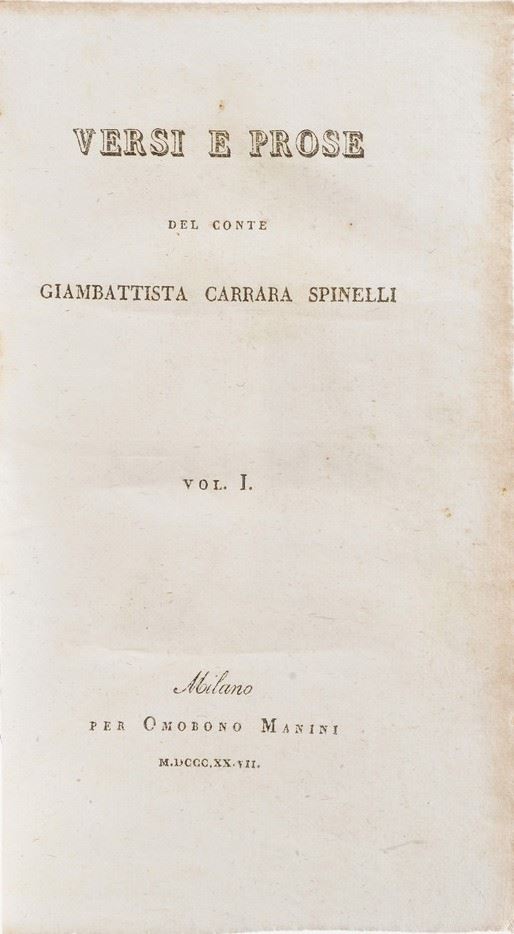 VERSI E PROSE
DEL CONTE
GIAMBATTISTA CARRARA SPINELLI
VOL. I.
Milano
PER OMOBONO MANINI
M.DCCC.XX.VII.